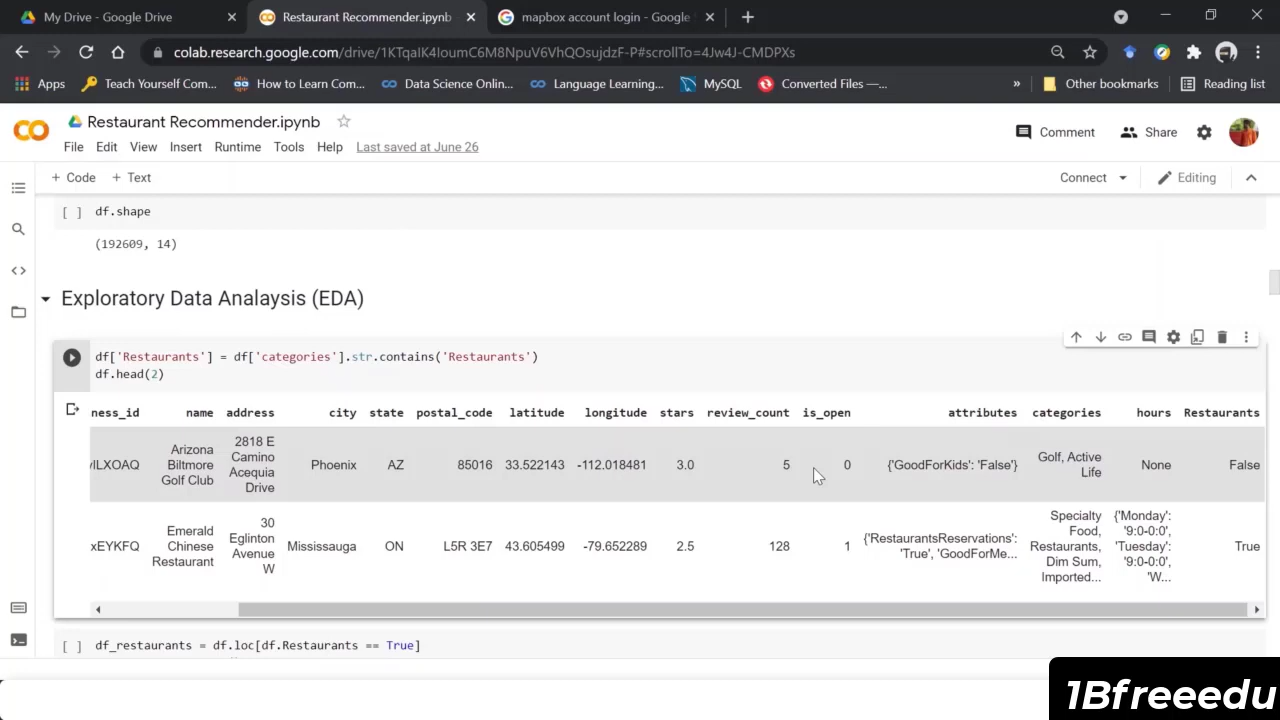 My Drive - Google Drive
Restaurant Recommender.ipynb
mapbox account login - Google
colab.research.google.com/drive/1KTqaIK4IoumC6M8NpuV6VhQOsujdzF-P#scrollTo=4Jw4J-CMDPXs
Apps
Teach Yourself Com...
How to Learn Com...
Data Science Onlin...
Language Learning...
MySQL
Converted Files —...
»
Other bookmarks
Reading list
Restaurant Recommender.ipynb
Comment
Share
File Edit View Insert Runtime Tools Help Last saved at June 26
+ Code + Text
Connect
Editing
[ ] df.shape
(192609, 14)
Exploratory Data Analaysis (EDA)
df['Restaurants'] = df['categories'].str.contains('Restaurants')
df.head(2)
ness_id name address city state postal_code latitude longitude stars review_count is_open attributes categories hours Restaurants
/ILXOAQ
Arizona
Biltmore
Golf Club
2818 E
Camino
Acequia
Drive
Phoenix AZ 85016 33.522143 -112.018481 3.0 5 0 {'GoodForKids': 'False'}
Golf, Active
Life
None False
xEYKFQ
Emerald
Chinese
Restaurant
30
Eglinton
Avenue
W
Mississauga ON L5R 3E7 43.605499 -79.652289 2.5 128 1
{'RestaurantsReservations':
'True', 'GoodForMe...
Specialty
Food,
Restaurants,
Dim Sum,
Imported...
{'Monday':
'9:0-0:0',
'Tuesday':
'9:0-0:0',
'W...
True
[ ] df_restaurants = df.loc[df.Restaurants == True]
1Bfreeedu